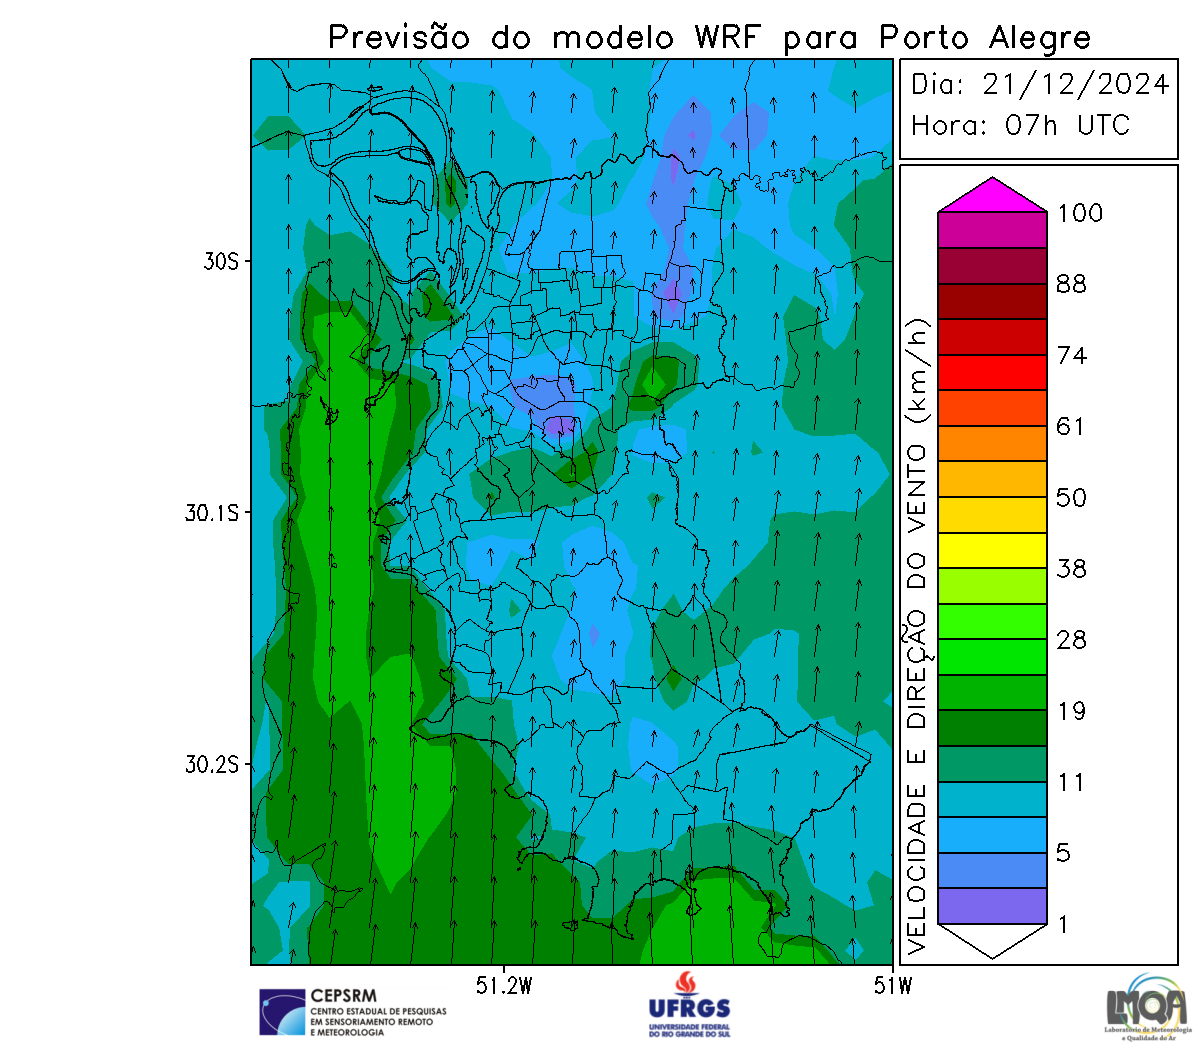 Previsão do modelo WRF para Porto Alegre
Dia: 21/12/2024
Hora: 07h UTC
100
88
74
61
50
38
28
19
11
5
1
VELOCIDADE E DIREÇÃO DO VENTO (km/h)
30S
30.1S
30.2S
51.2W
51W
CEPSRM
CENTRO ESTADUAL DE PESQUISAS
EM SENSORIAMENTO REMOTO
E METEOROLOGIA
UFRGS
UNIVERSIDADE FEDERAL
DO RIO GRANDE DO SUL
LMQA
Laboratório de Meteorologia
e Qualidade do Ar